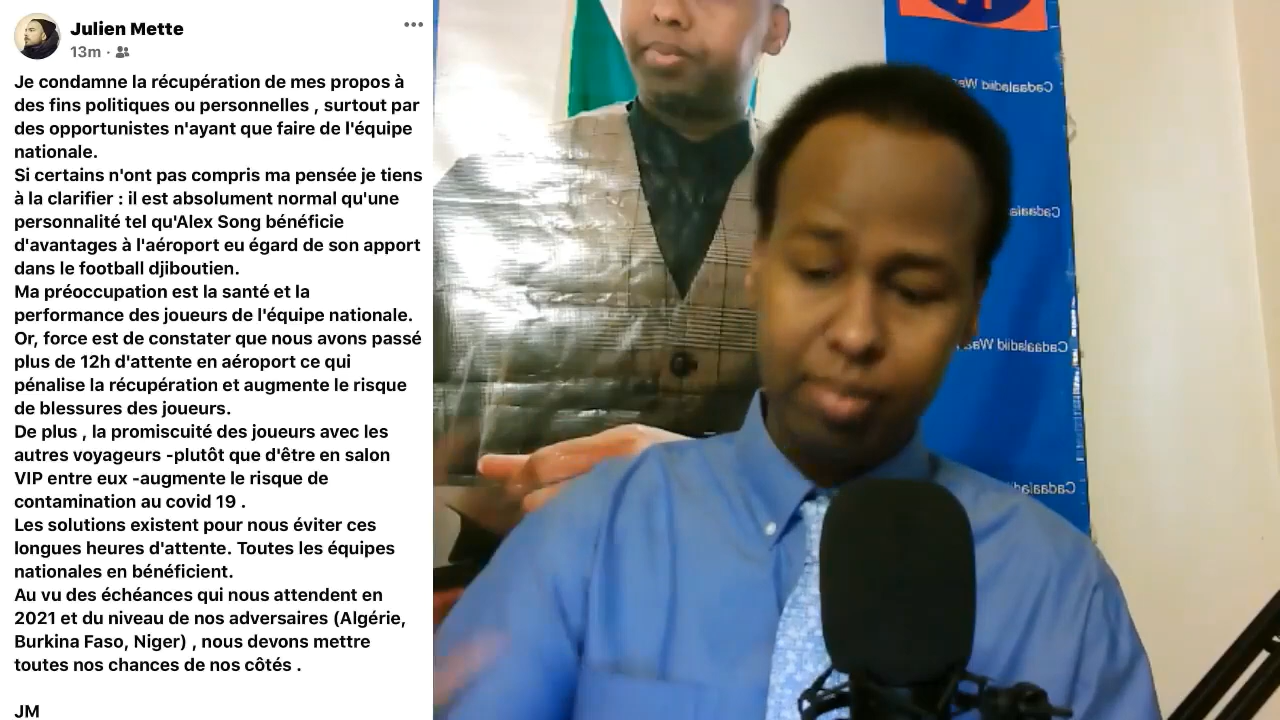 Julien Mette
13m ·
Je condamne la récupération de mes propos à
des fins politiques ou personnelles , surtout par
des opportunistes n'ayant que faire de l'équipe
nationale.
Si certains n'ont pas compris ma pensée je tiens
à la clarifier : il est absolument normal qu'une
personnalité tel qu'Alex Song bénéficie
d'avantages à l'aéroport eu égard de son apport
dans le football djiboutien.
Ma préoccupation est la santé et la
performance des joueurs de l'équipe nationale.
Or, force est de constater que nous avons passé
plus de 12h d'attente en aéroport ce qui
pénalise la récupération et augmente le risque
de blessures des joueurs.
De plus , la promiscuité des joueurs avec les
autres voyageurs -plutôt que d'être en salon
VIP entre eux -augmente le risque de
contamination au covid 19 .
Les solutions existent pour nous éviter ces
longues heures d'attente. Toutes les équipes
nationales en bénéficient.
Au vu des échéances qui nous attendent en
2021 et du niveau de nos adversaires (Algérie,
Burkina Faso, Niger) , nous devons mettre
toutes nos chances de nos côtés .
JM